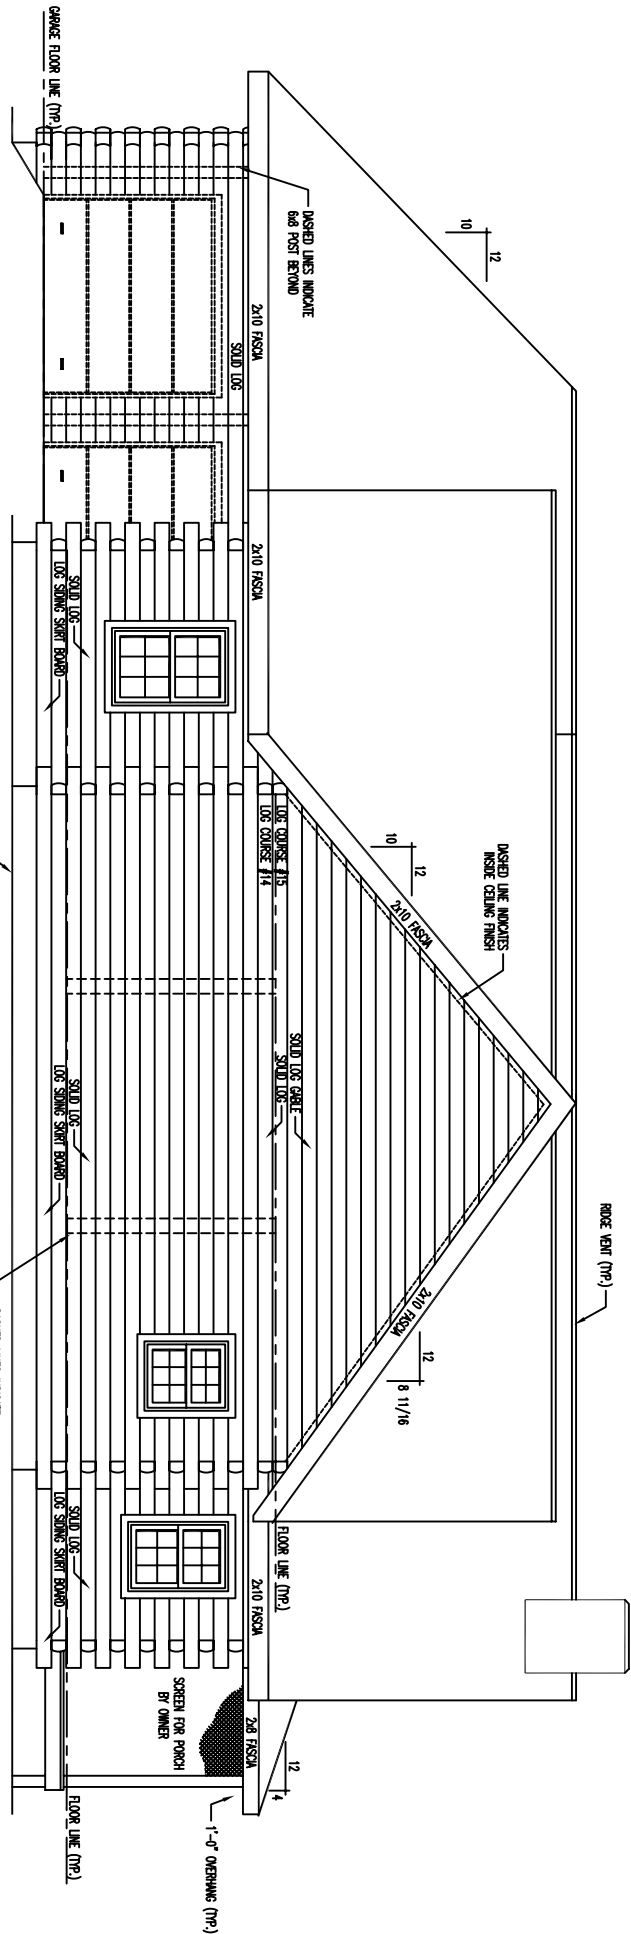 RIDGE VENT (TYP.)
12
10
DASHED LINE INDICATES
INSIDE CEILING FINISH
12
10
2x10 FASCIA
2x10 FASCIA
12
8 11/16
DASHED LINES INDICATE
6x8 POST BEYOND
2x10 FASCIA
SOLID LOG
2x10 FASCIA
LOG COURSE #15
LOG COURSE #14
SOLID LOG GABLE
SOLID LOG
FLOOR LINE (TYP.)
2x10 FASCIA
2x8 FASCIA
12
4
1'-0" OVERHANG (TYP.)
SCREEN FOR PORCH
BY OWNER
GARAGE FLOOR LINE (TYP.)
SOLID LOG
LOG SIDING SKIRT BOARD
SOLID LOG
LOG SIDING SKIRT BOARD
SOLID LOG
LOG SIDING SKIRT BOARD
FLOOR LINE (TYP.)